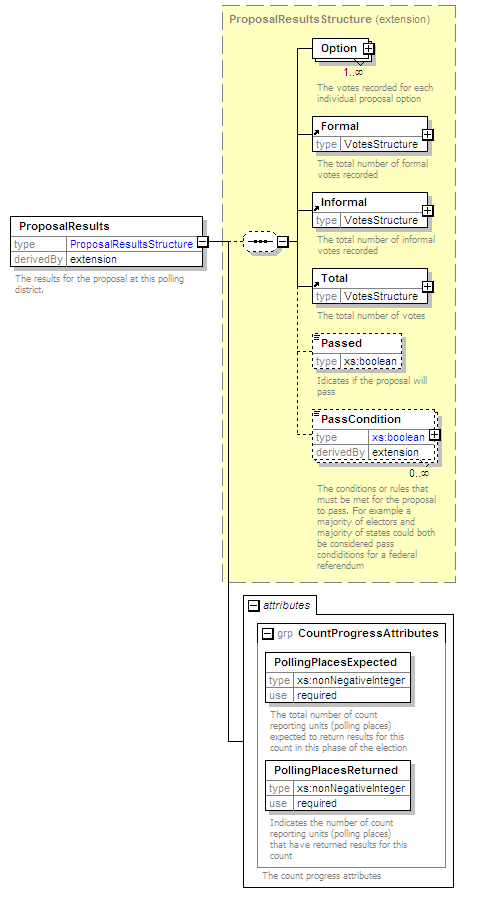 ProposalResultsStructure (extension)
Option
1..∞
The votes recorded for each
individual proposal option
Formal
type VotesStructure
The total number of formal
votes recorded
Informal
type VotesStructure
The total number of informal
votes recorded
ProposalResults
type ProposalResultsStructure
derivedBy extension
The results for the proposal at this polling
district.
Total
type VotesStructure
The total number of votes
Passed
type xs:boolean
Idicates if the proposal will
pass
PassCondition
type xs:boolean
derivedBy extension
0..∞
The conditions or rules that
must be met for the proposal
to pass. For example a
majority of electors and
majority of states could both
be considered pass
condiditions for a federal
referendum
attributes
grp CountProgressAttributes
PollingPlacesExpected
type xs:nonNegativeInteger
use required
The total number of count
reporting units (polling places)
expected to return results for this
count in this phase of the election
PollingPlacesReturned
type xs:nonNegativeInteger
use required
Indicates the number of count
reporting units (polling places)
that have returned results for this
count
The count progress attributes